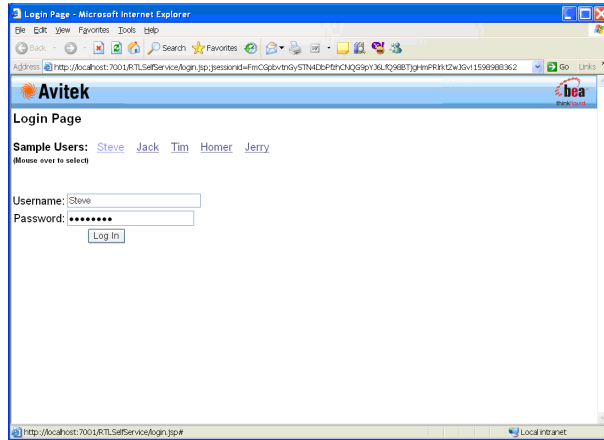 Login Page - Microsoft Internet Explorer
File Edit View Favorites Tools Help
Back Search Favorites
Address http://localhost:7001/RTLSelfService/login.jsp;jsessionid= Go Links
Avitek
bea
think liquid.
Login Page
Sample Users: Steve Jack Tim Homer Jerry
(Mouse over to select)
Username: Steve
Password: ••••••••
Log In
http://localhost:7001/RTLSelfService/login.jsp#
Local intranet